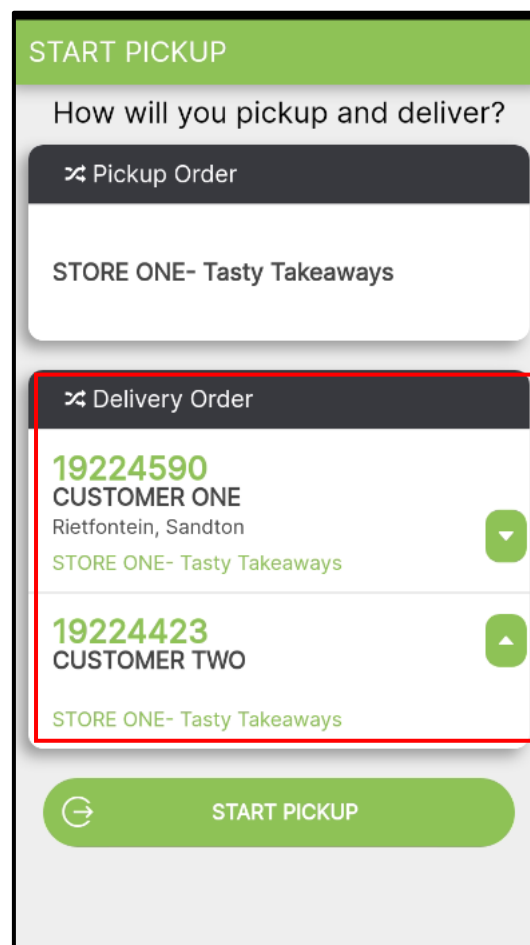 START PICKUP
How will you pickup and deliver?
Pickup Order
STORE ONE- Tasty Takeaways
Delivery Order
19224590
CUSTOMER ONE
Rietfontein, Sandton
STORE ONE- Tasty Takeaways
19224423
CUSTOMER TWO
STORE ONE- Tasty Takeaways
START PICKUP